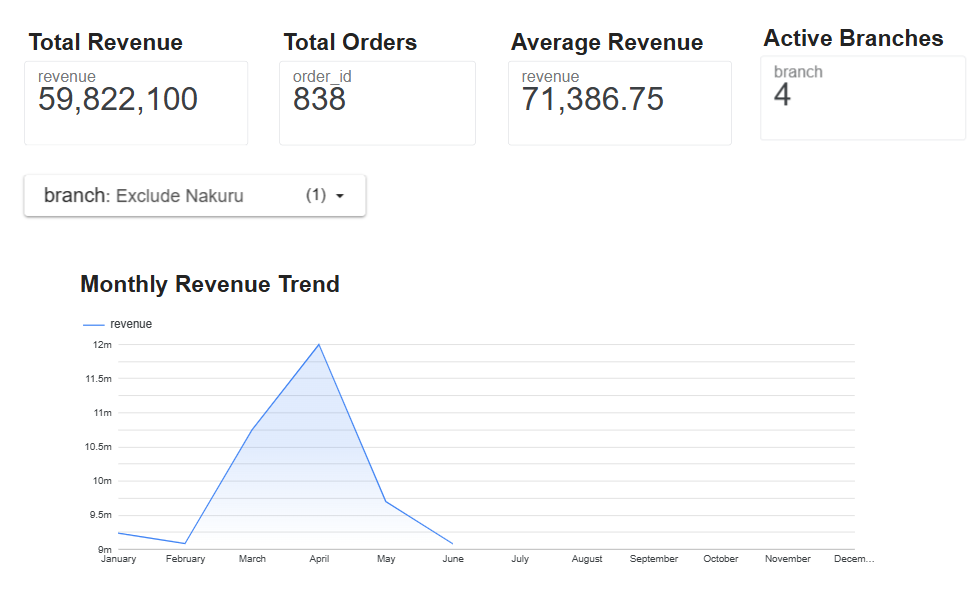 Total Revenue
revenue
59,822,100
Total Orders
order_id
838
Average Revenue
revenue
71,386.75
Active Branches
branch
4
branch: Exclude Nakuru (1)
Monthly Revenue Trend
revenue
12m
11.5m
11m
10.5m
10m
9.5m
9m
January February March April May June July August September October November Decem...